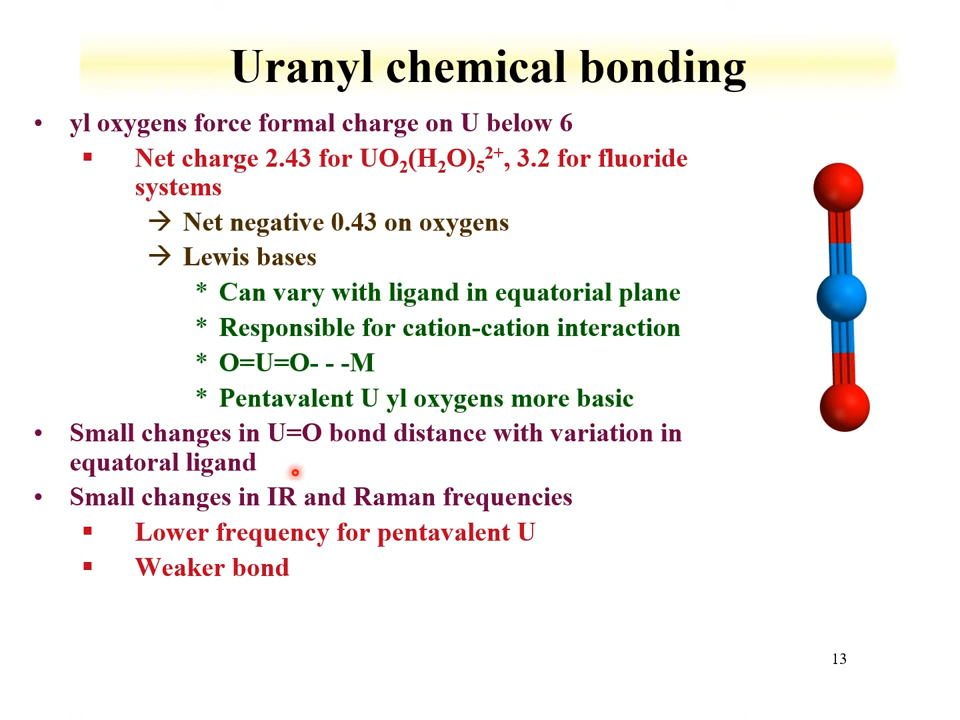 Uranyl chemical bonding
• yl oxygens force formal charge on U below 6
▪ Net charge 2.43 for UO₂(H₂O)₅²⁺, 3.2 for fluoride
systems
→ Net negative 0.43 on oxygens
→ Lewis bases
* Can vary with ligand in equatorial plane
* Responsible for cation-cation interaction
* O=U=O- - -M
* Pentavalent U yl oxygens more basic
• Small changes in U=O bond distance with variation in
equatoral ligand
• Small changes in IR and Raman frequencies
▪ Lower frequency for pentavalent U
▪ Weaker bond
13